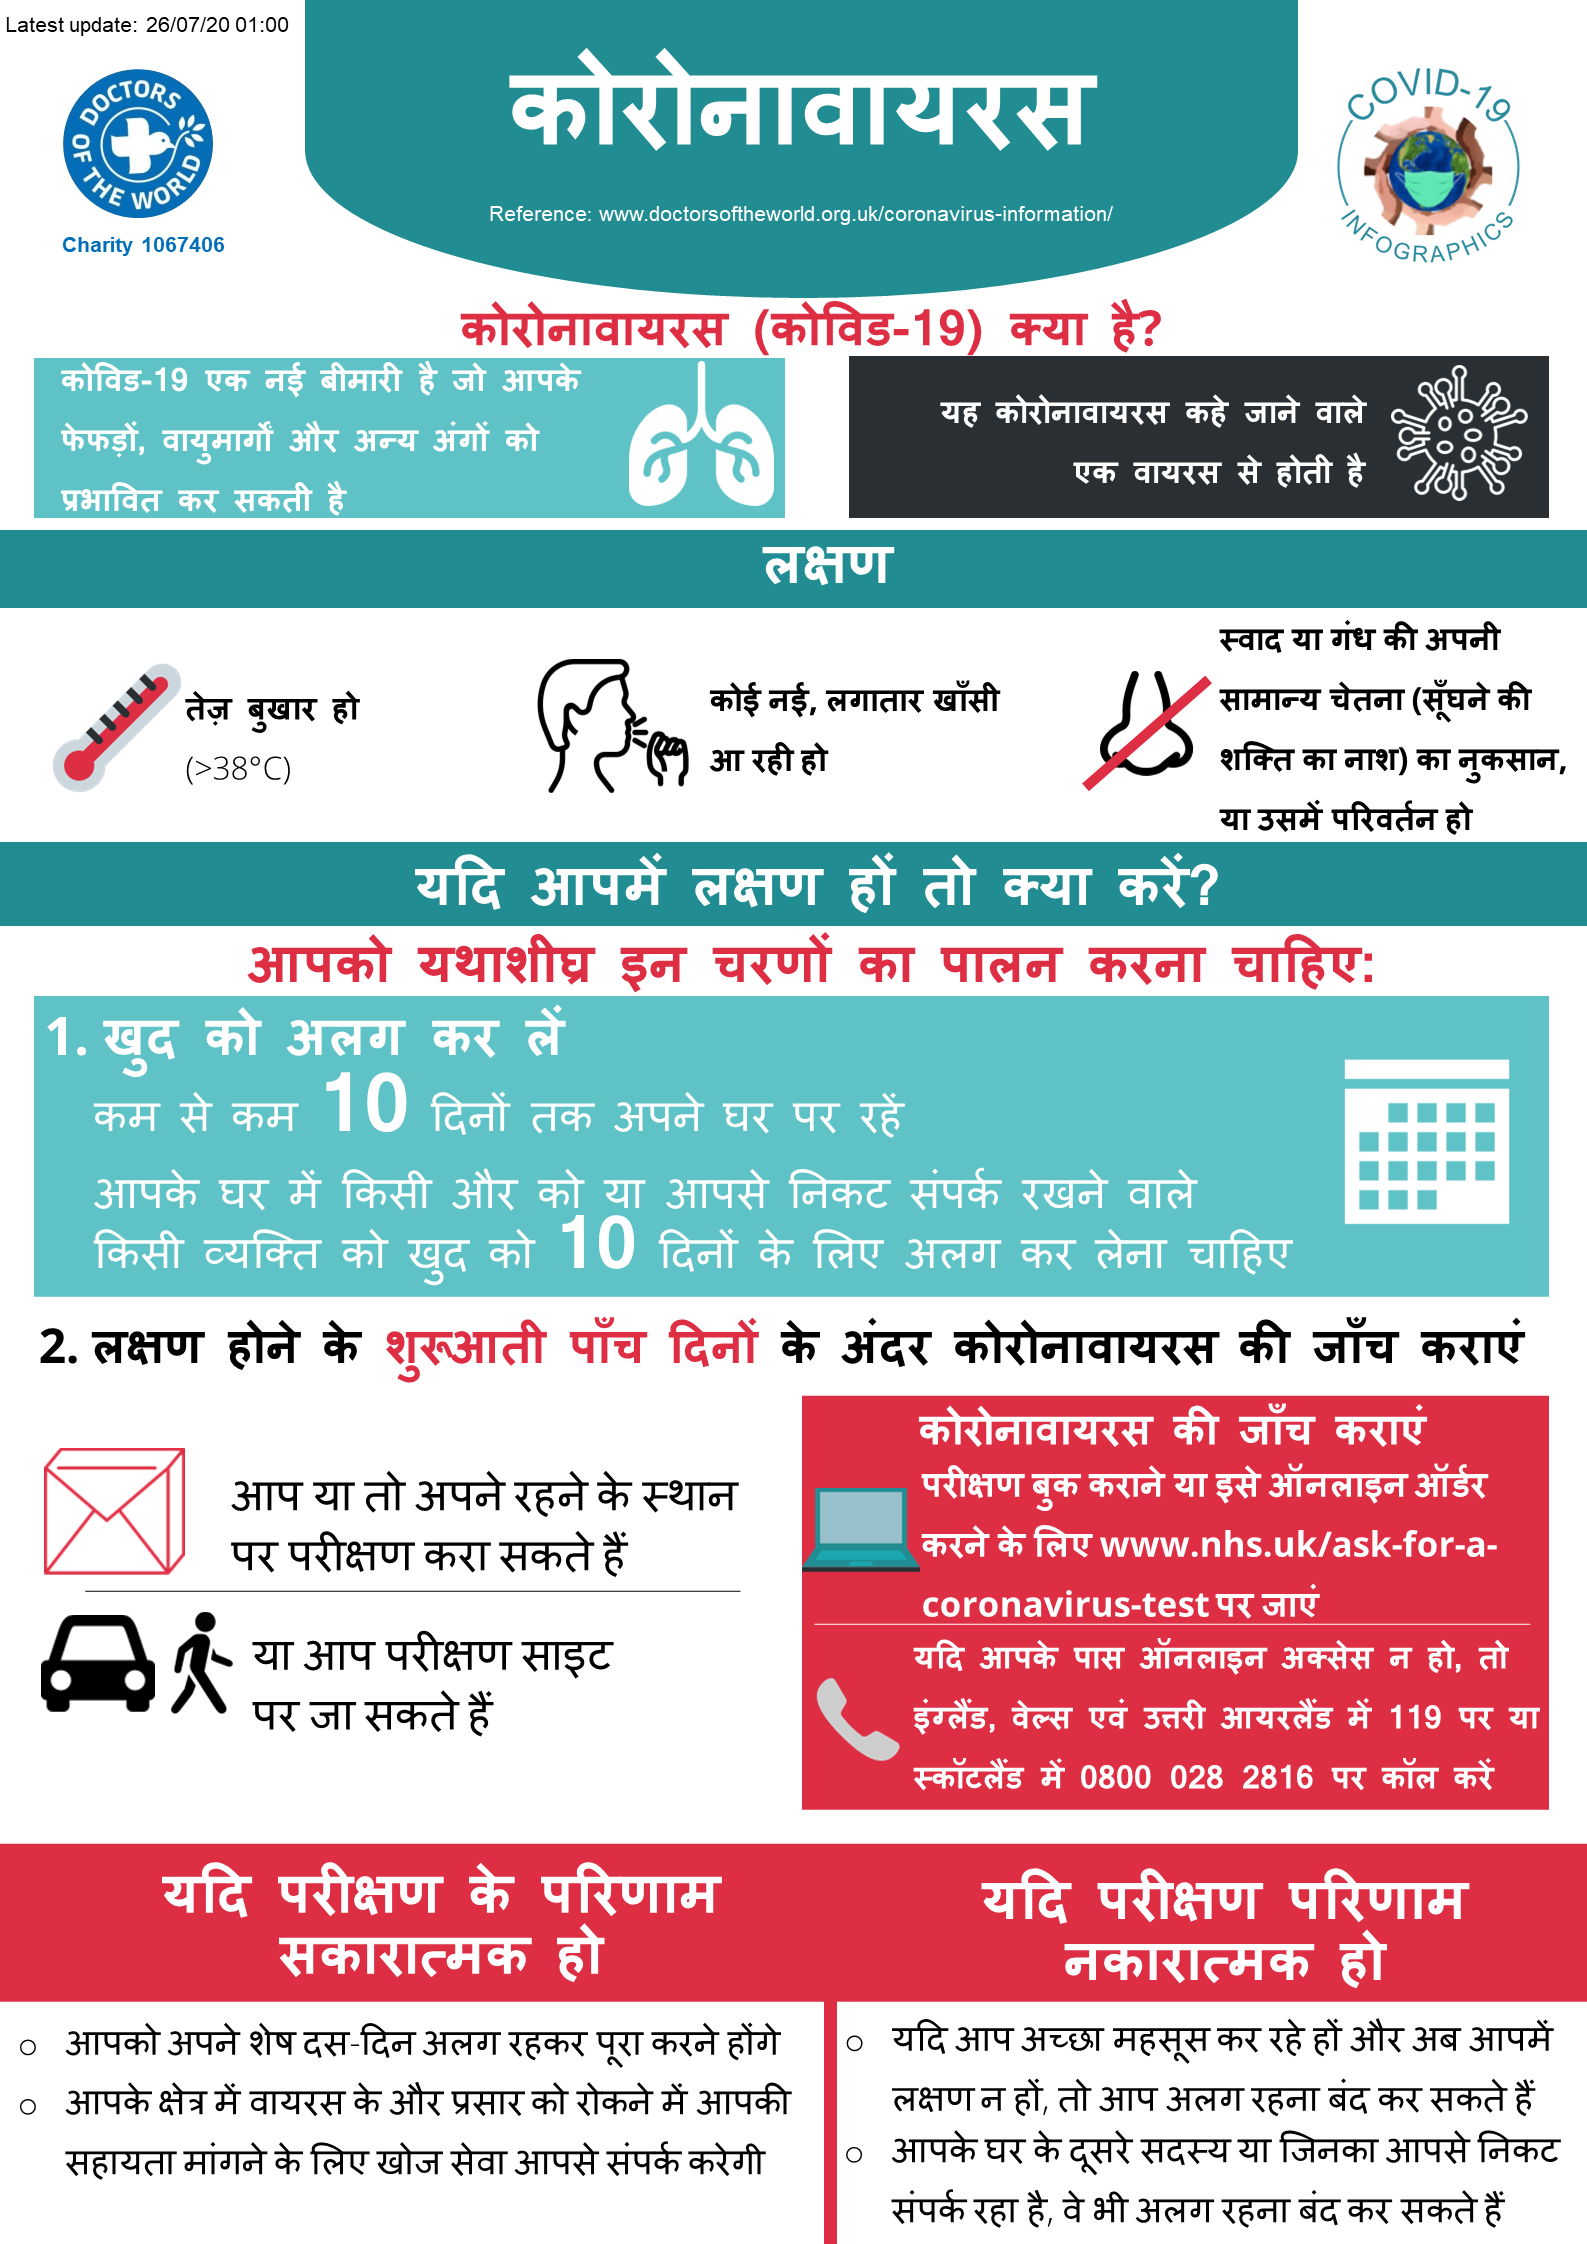 Latest update: 26/07/20 01:00
DOCTORS OF THE WORLD
Charity 1067406
कोरोनावायरस
Reference: www.doctorsoftheworld.org.uk/coronavirus-information/
COVID-19
INFOGRAPHICS
कोरोनावायरस (कोविड-19) क्या है?
कोविड-19 एक नई बीमारी है जो आपके
फेफड़ों, वायुमार्गों और अन्य अंगों को
प्रभावित कर सकती है
यह कोरोनावायरस कहे जाने वाले
एक वायरस से होती है
लक्षण
तेज़ बुखार हो
(>38°C)
कोई नई, लगातार खाँसी
आ रही हो
स्वाद या गंध की अपनी
सामान्य चेतना (सूँघने की
शक्ति का नाश) का नुकसान,
या उसमें परिवर्तन हो
यदि आपमें लक्षण हों तो क्या करें?
आपको यथाशीघ्र इन चरणों का पालन करना चाहिए:
1. खुद को अलग कर लें
कम से कम 10 दिनों तक अपने घर पर रहें
आपके घर में किसी और को या आपसे निकट संपर्क रखने वाले
किसी व्यक्ति को खुद को 10 दिनों के लिए अलग कर लेना चाहिए
2. लक्षण होने के शुरूआती पाँच दिनों के अंदर कोरोनावायरस की जाँच कराएं
आप या तो अपने रहने के स्थान
पर परीक्षण करा सकते हैं
या आप परीक्षण साइट
पर जा सकते हैं
कोरोनावायरस की जाँच कराएं
परीक्षण बुक कराने या इसे ऑनलाइन ऑर्डर
करने के लिए www.nhs.uk/ask-for-a-
coronavirus-test पर जाएं
यदि आपके पास ऑनलाइन अक्सेस न हो, तो
इंग्लैंड, वेल्स एवं उत्तरी आयरलैंड में 119 पर या
स्कॉटलैंड में 0800 028 2816 पर कॉल करें
यदि परीक्षण के परिणाम
सकारात्मक हो
○ आपको अपने शेष दस-दिन अलग रहकर पूरा करने होंगे
○ आपके क्षेत्र में वायरस के और प्रसार को रोकने में आपकी
सहायता मांगने के लिए खोज सेवा आपसे संपर्क करेगी
यदि परीक्षण परिणाम
नकारात्मक हो
○ यदि आप अच्छा महसूस कर रहे हों और अब आपमें
लक्षण न हों, तो आप अलग रहना बंद कर सकते हैं
○ आपके घर के दूसरे सदस्य या जिनका आपसे निकट
संपर्क रहा है, वे भी अलग रहना बंद कर सकते हैं